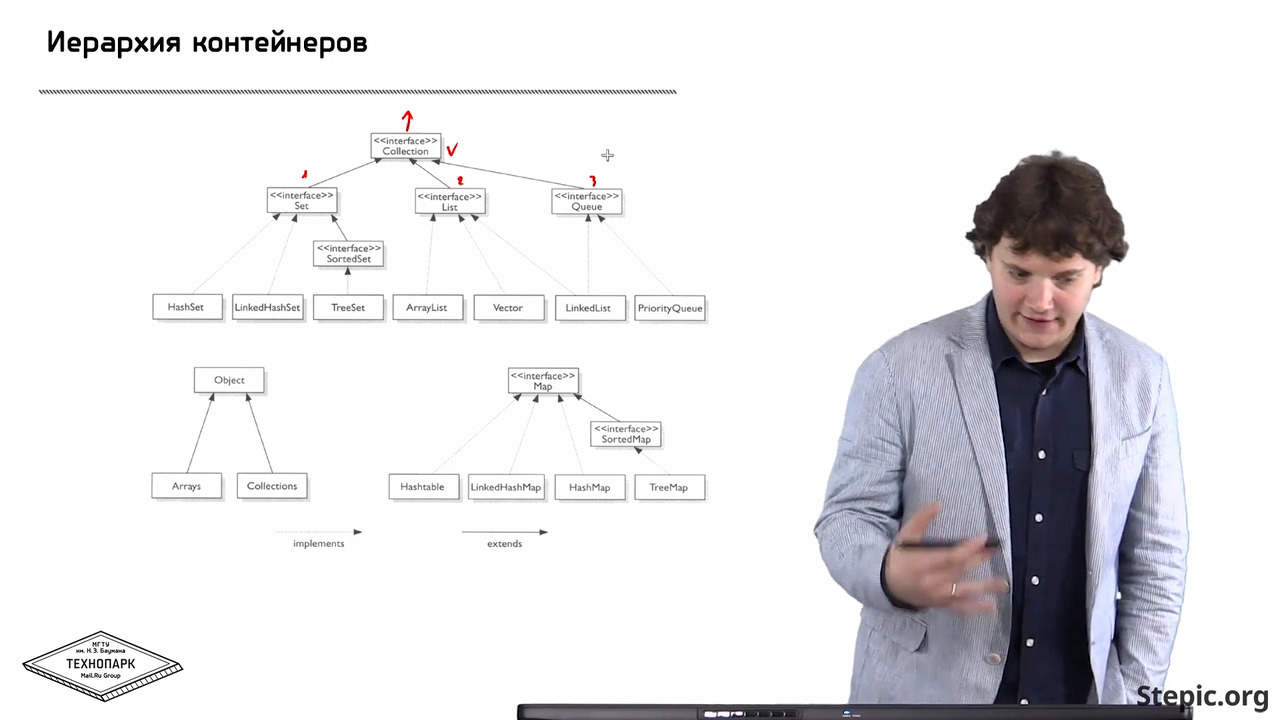 Иерархия контейнеров
<<interface>>
Collection
V
1
2
3
<<interface>>
Set
<<interface>>
List
<<interface>>
Queue
<<interface>>
SortedSet
HashSet
LinkedHashSet
TreeSet
ArrayList
Vector
LinkedList
PriorityQueue
Object
<<interface>>
Map
<<interface>>
SortedMap
Arrays
Collections
Hashtable
LinkedHashMap
HashMap
TreeMap
implements
extends
МГТУ
им. Н.Э. Баумана
ТЕХНОПАРК
Mail.Ru Group
Stepic.org